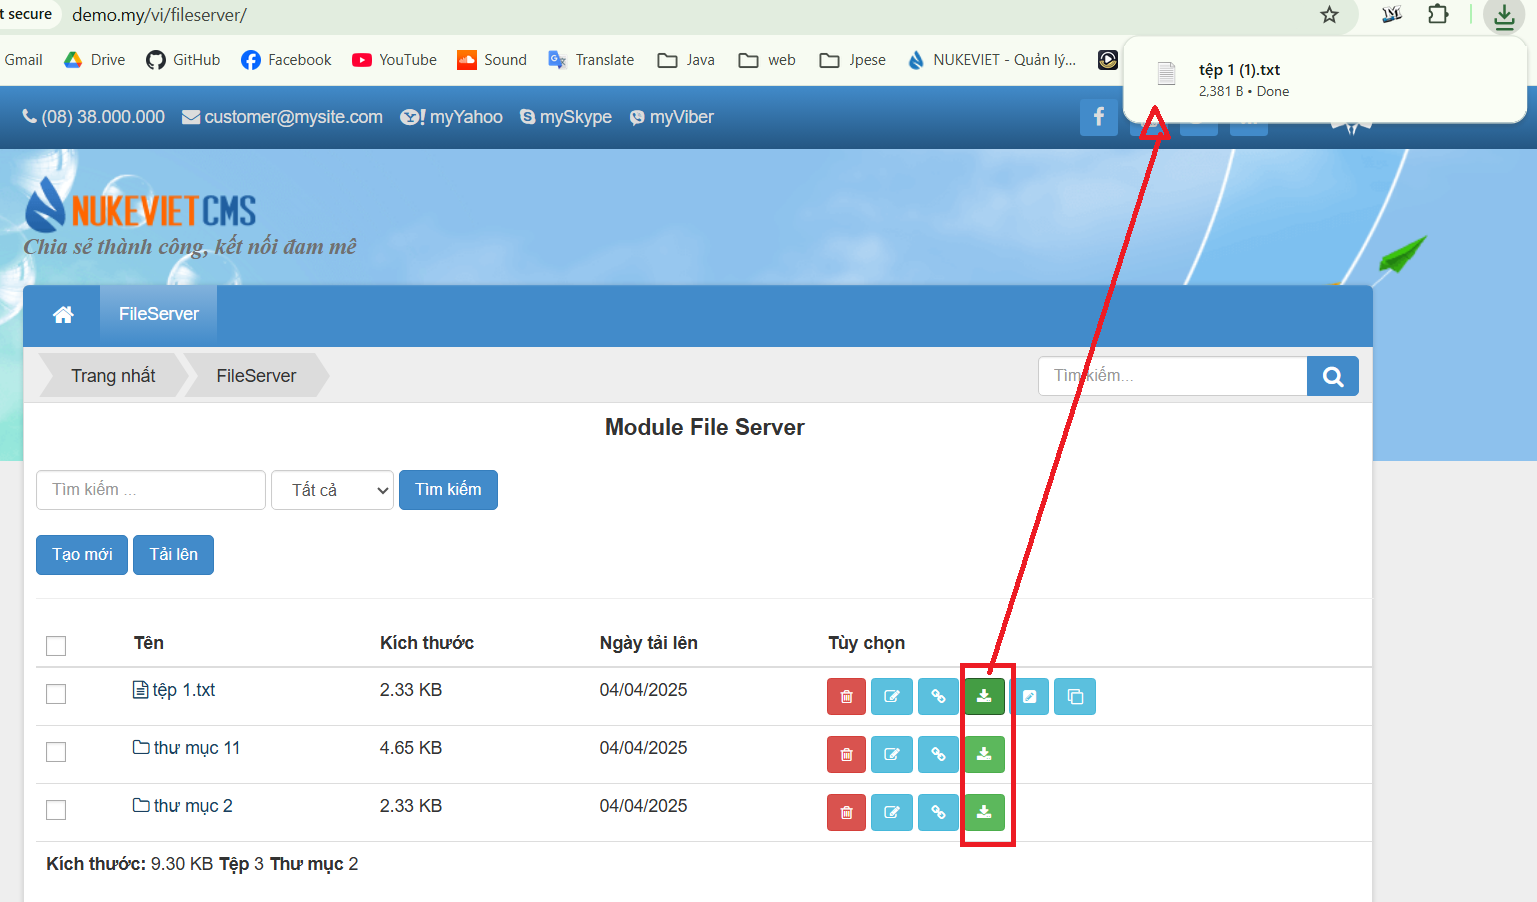 t secure demo.my/vi/fileserver/
Gmail Drive GitHub Facebook YouTube Sound Translate Java web Jpese NUKEVIET - Quản lý...
tệp 1 (1).txt
2,381 B • Done
(08) 38.000.000 customer@mysite.com myYahoo mySkype myViber
NUKEVIET CMS
Chia sẻ thành công, kết nối đam mê
FileServer
Trang nhất FileServer Tìm kiếm...
Module File Server
Tìm kiếm ... Tất cả Tìm kiếm
Tạo mới Tải lên
Tên Kích thước Ngày tải lên Tùy chọn
tệp 1.txt 2.33 KB 04/04/2025
thư mục 11 4.65 KB 04/04/2025
thư mục 2 2.33 KB 04/04/2025
Kích thước: 9.30 KB Tệp 3 Thư mục 2